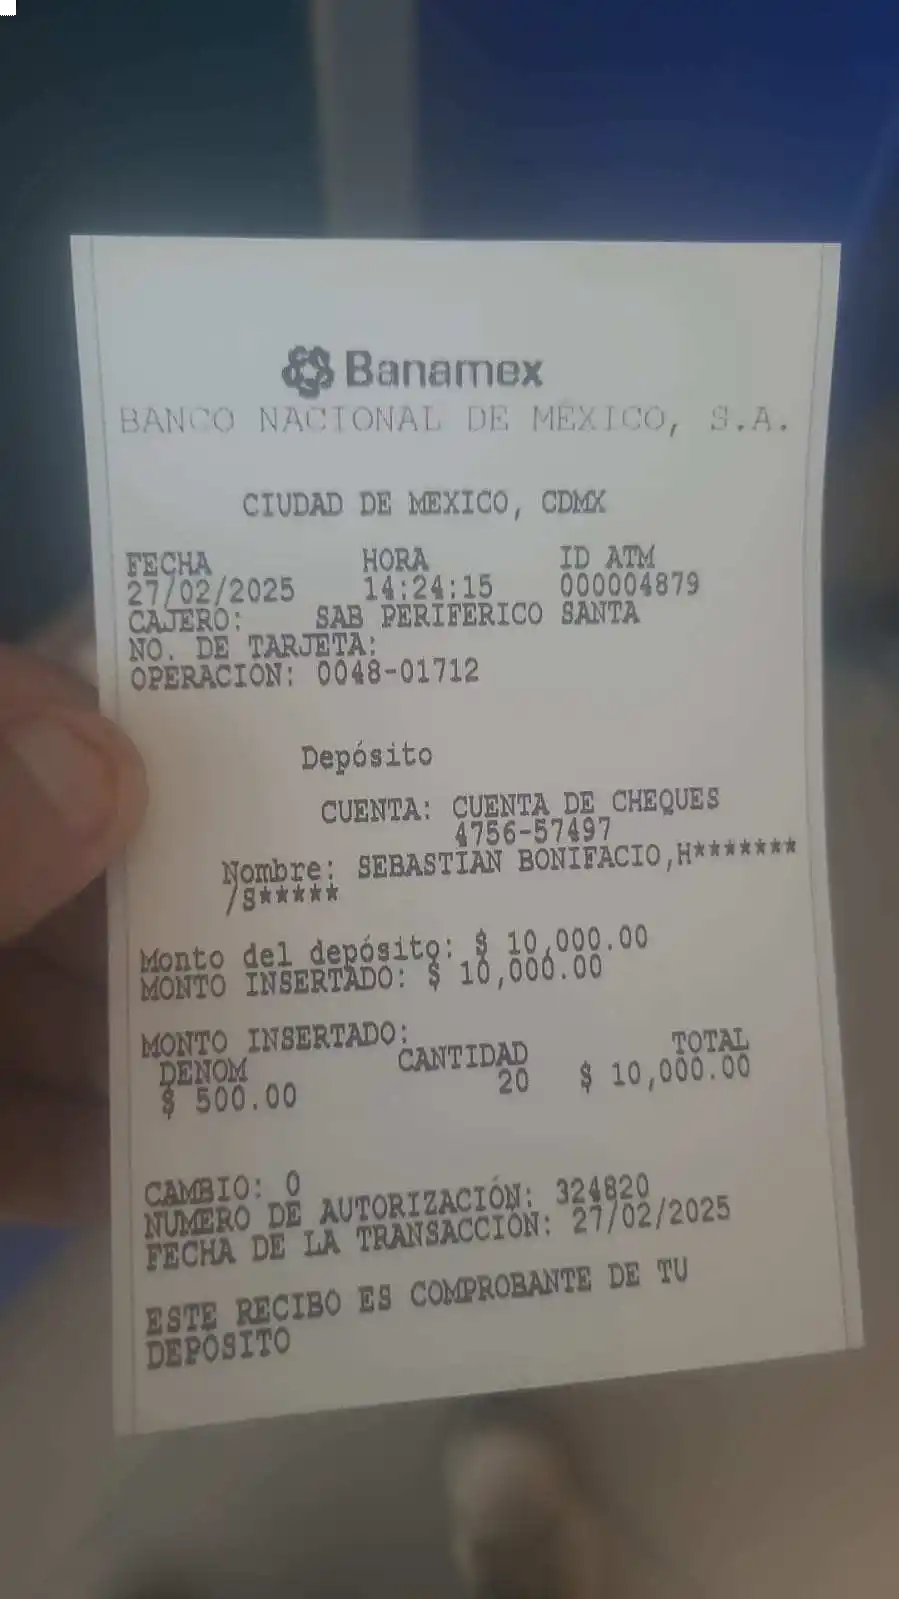 Banamex
BANCO NACIONAL DE MÉXICO, S.A.
CIUDAD DE MEXICO, CDMX
FECHA HORA ID ATM
27/02/2025 14:24:15 000004879
CAJERO: SAB PERIFERICO SANTA
NO. DE TARJETA:
OPERACION: 0048-01712
Depósito
CUENTA: CUENTA DE CHEQUES
4756-57497
Nombre: SEBASTIAN BONIFACIO,H*******
/S*****
Monto del depósito: $ 10,000.00
MONTO INSERTADO: $ 10,000.00
MONTO INSERTADO:
DENOM CANTIDAD TOTAL
$ 500.00 20 $ 10,000.00
CAMBIO: 0
NUMERO DE AUTORIZACIÓN: 324820
FECHA DE LA TRANSACCIÓN: 27/02/2025
ESTE RECIBO ES COMPROBANTE DE TU
DEPÓSITO